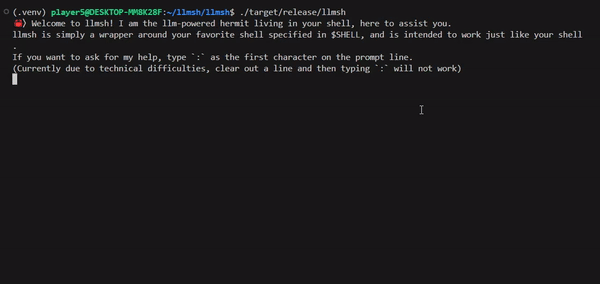 (.venv) player5@DESKTOP-MM8K28F:~/llmsh/llmsh$ ./target/release/llmsh
) Welcome to llmsh! I am the llm-powered hermit living in your shell, here to assist you.
llmsh is simply a wrapper around your favorite shell specified in $SHELL, and is intended to work just like your shell
.
If you want to ask for my help, type `:` as the first character on the prompt line.
(Currently due to technical difficulties, clear out a line and then typing `:` will not work)